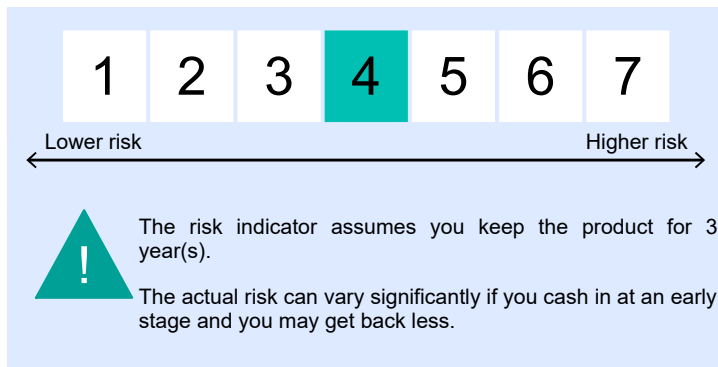 1 2 3 4 5 6 7
Lower risk Higher risk
!
The risk indicator assumes you keep the product for 3
year(s).
The actual risk can vary significantly if you cash in at an early
stage and you may get back less.